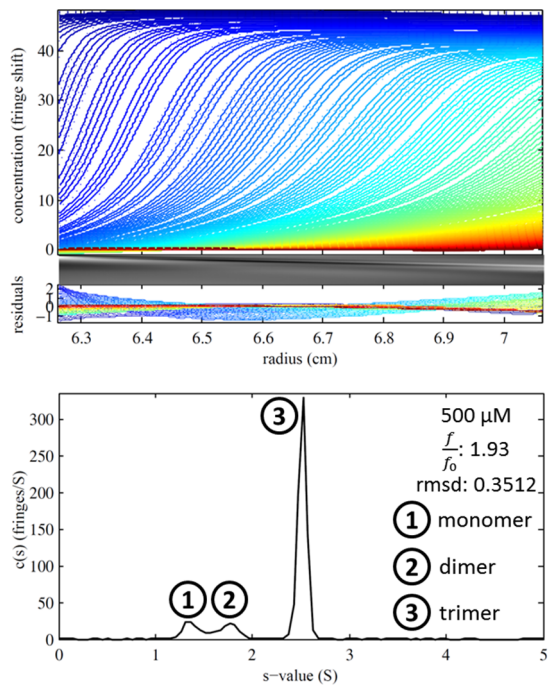 concentration (fringe shift)
40
30
20
10
0
residuals
2
1
0
−1
6.3 6.4 6.5 6.6 6.7 6.8 6.9 7
radius (cm)
c(s) (fringes/S)
300
250
200
150
100
50
0
3
1 2
500 µM
f/f₀: 1.93
rmsd: 0.3512
1 monomer
2 dimer
3 trimer
0 1 2 3 4 5
s−value (S)